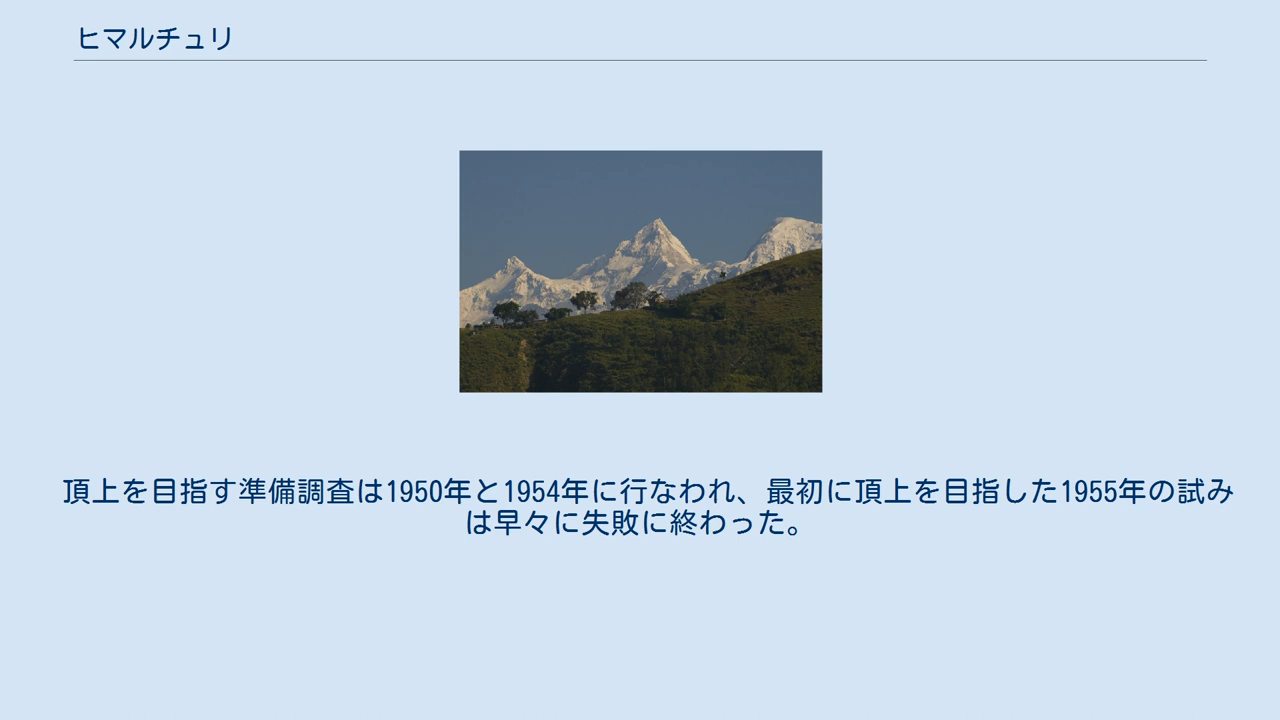 ヒマルチュリ
頂上を目指す準備調査は1950年と1954年に行なわれ、最初に頂上を目指した1955年の試み
は早々に失敗に終わった。